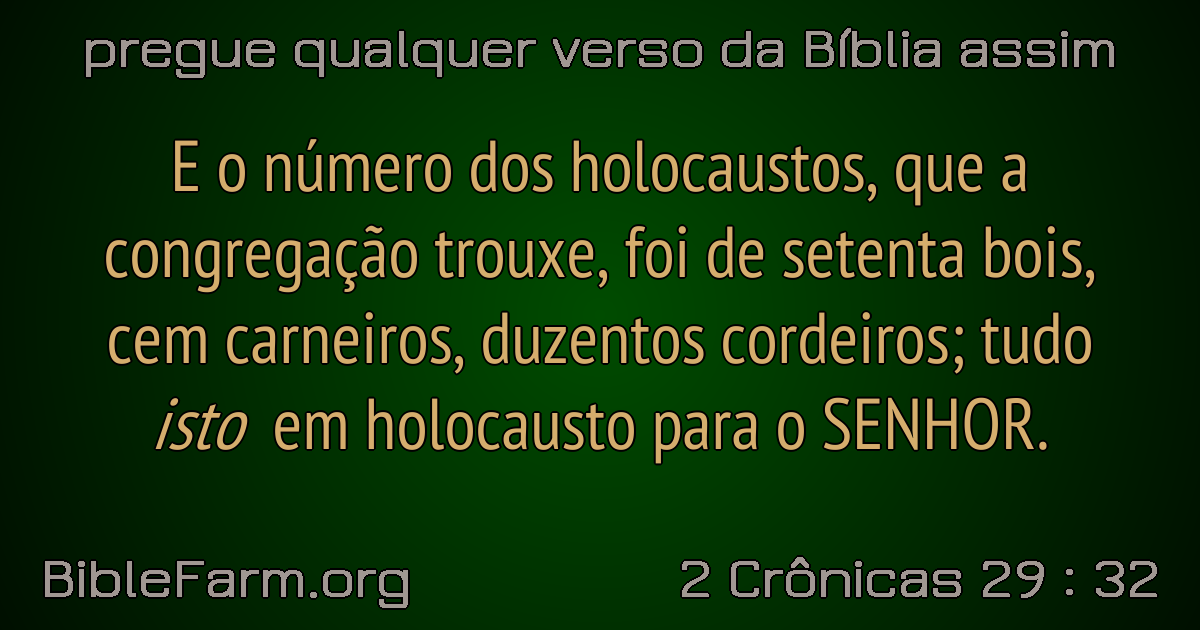 pregue qualquer verso da Bíblia assim
E o número dos holocaustos, que a
congregação trouxe, foi de setenta bois,
cem carneiros, duzentos cordeiros; tudo
isto em holocausto para o SENHOR.
BibleFarm.org
2 Crônicas 29 : 32